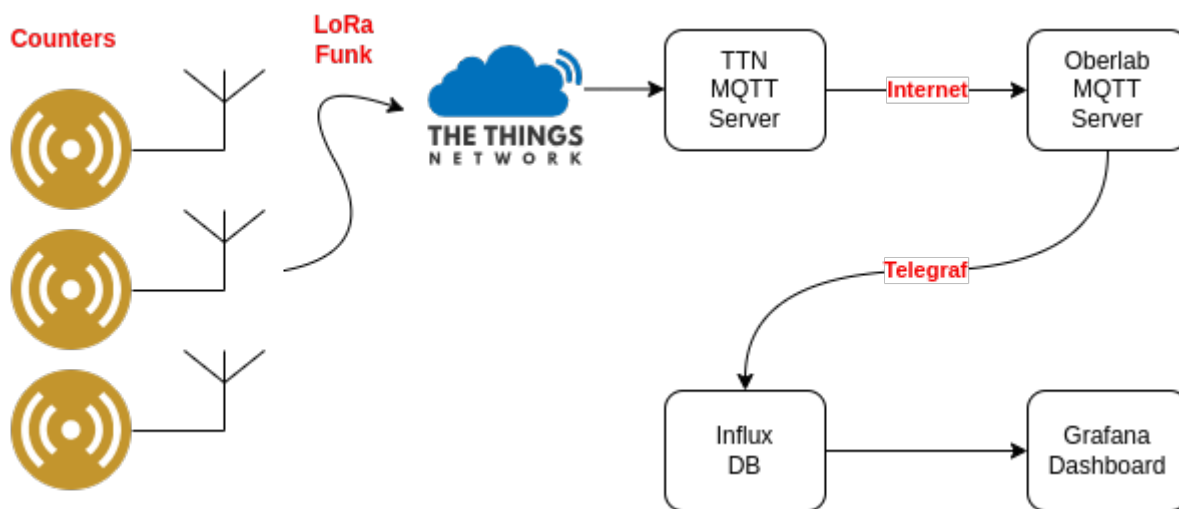 Counters
LoRa
Funk
THE THINGS
NETWORK
TTN
MQTT
Server
Internet
Oberlab
MQTT
Server
Telegraf
Influx
DB
Grafana
Dashboard